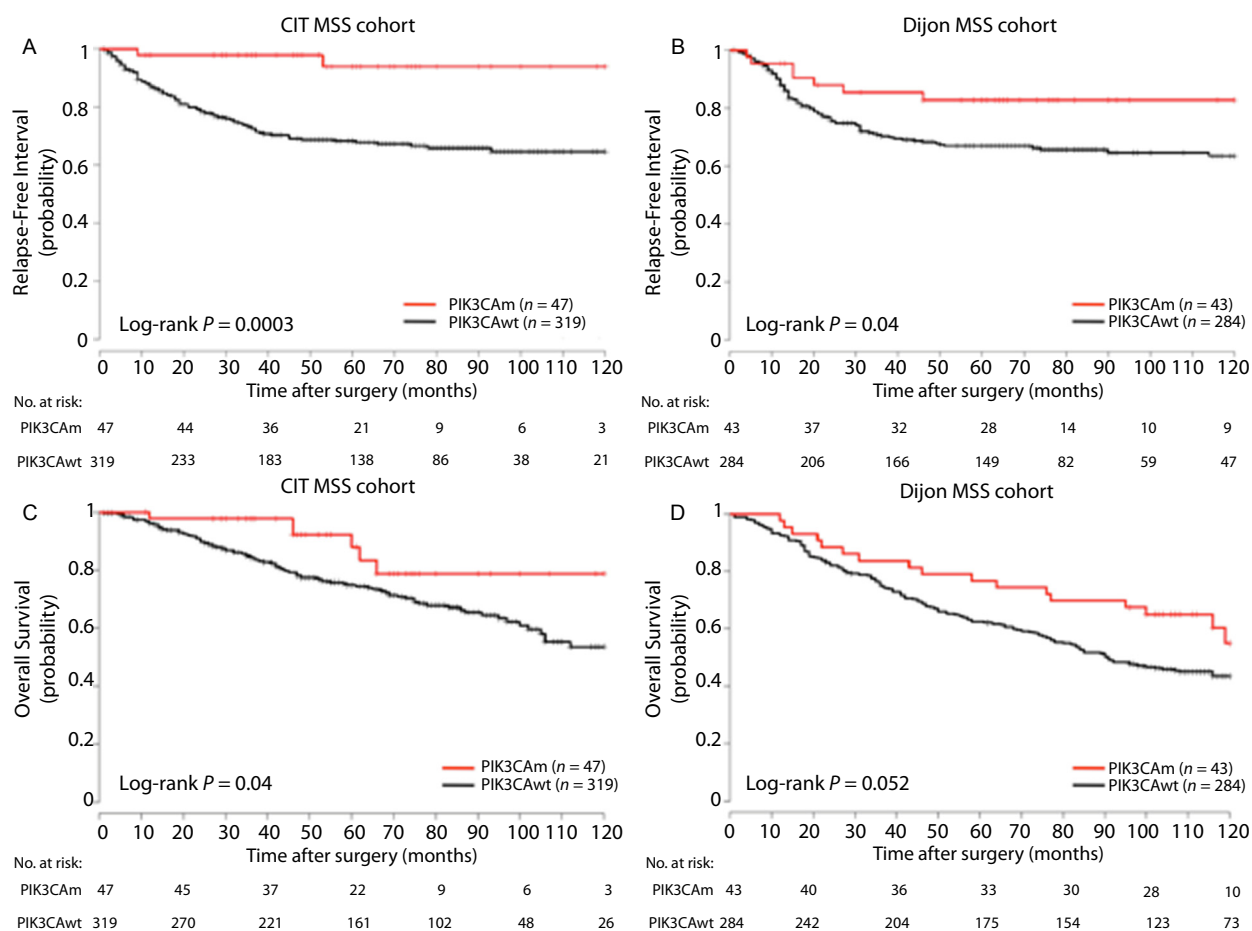 CIT MSS cohort
A
1
0.8
0.6
0.4
0.2
0
Relapse-Free Interval
(probability)
PIK3CAm (n = 47)
PIK3CAwt (n = 319)
Log-rank P = 0.0003
0 10 20 30 40 50 60 70 80 90 100 110 120
Time after surgery (months)
No. at risk:
PIK3CAm 47 44 36 21 9 6 3
PIK3CAwt 319 233 183 138 86 38 21
Dijon MSS cohort
B
1
0.8
0.6
0.4
0.2
0
Relapse-Free Interval
(probability)
PIK3CAm (n = 43)
PIK3CAwt (n = 284)
Log-rank P = 0.04
0 10 20 30 40 50 60 70 80 90 100 110 120
Time after surgery (months)
No. at risk:
PIK3CAm 43 37 32 28 14 10 9
PIK3CAwt 284 206 166 149 82 59 47
CIT MSS cohort
C
1
0.8
0.6
0.4
0.2
0
Overall Survival
(probability)
PIK3CAm (n = 47)
PIK3CAwt (n = 319)
Log-rank P = 0.04
0 10 20 30 40 50 60 70 80 90 100 110 120
Time after surgery (months)
No. at risk:
PIK3CAm 47 45 37 22 9 6 3
PIK3CAwt 319 270 221 161 102 48 26
Dijon MSS cohort
D
1
0.8
0.6
0.4
0.2
0
Overall Survival
(probability)
PIK3CAm (n = 43)
PIK3CAwt (n = 284)
Log-rank P = 0.052
0 10 20 30 40 50 60 70 80 90 100 110 120
Time after surgery (months)
No. at risk:
PIK3CAm 43 40 36 33 30 28 10
PIK3CAwt 284 242 204 175 154 123 73